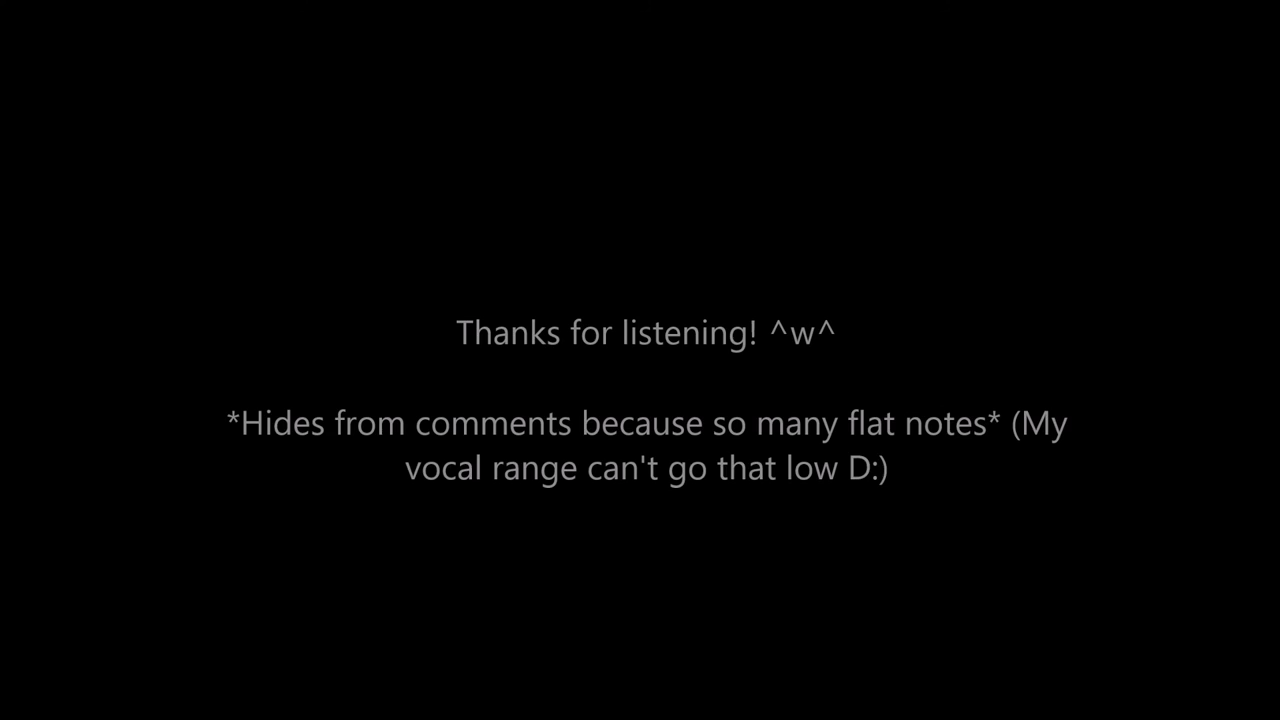 Thanks for listening! ^w^
*Hides from comments because so many flat notes* (My
vocal range can't go that low D:)